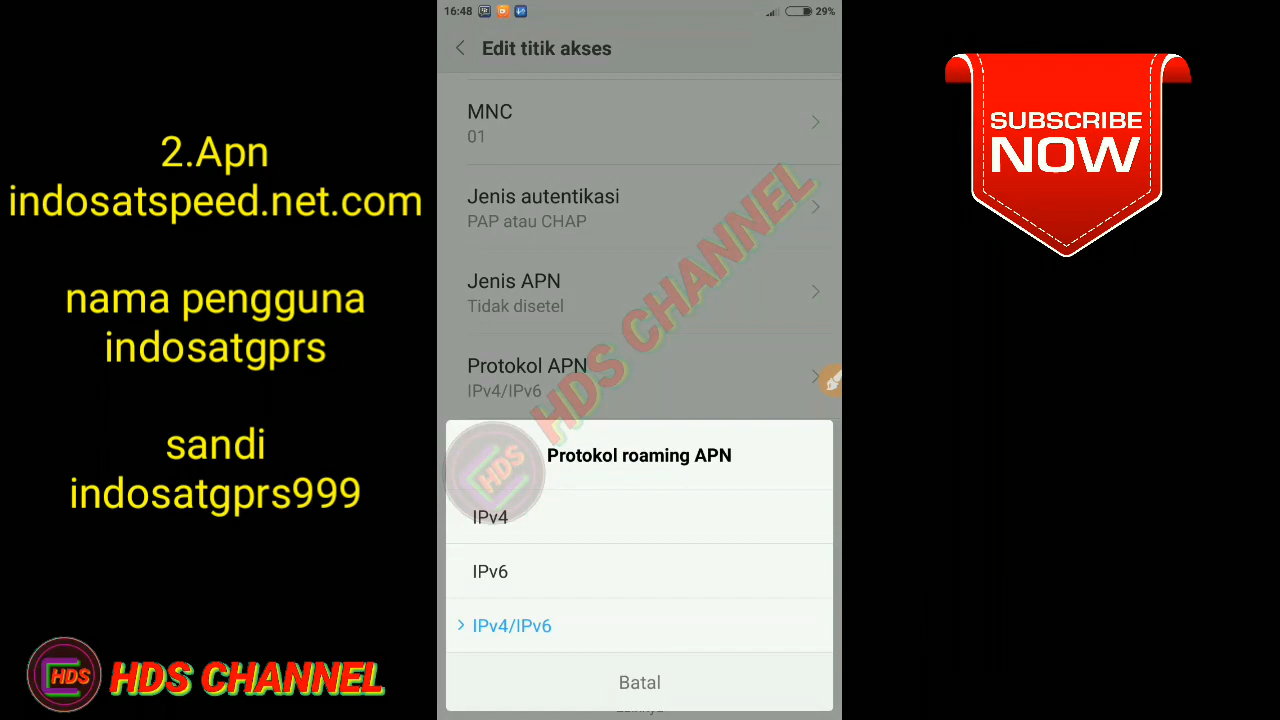 2.Apn
indosatspeed.net.com
nama pengguna
indosatgprs
sandi
indosatgprs999
HDS
HDS CHANNEL
16:48
29%
Edit titik akses
MNC
01
Jenis autentikasi
PAP atau CHAP
Jenis APN
Tidak disetel
Protokol APN
IPv4/IPv6
HDS CHANNEL
HDS
Protokol roaming APN
IPv4
IPv6
IPv4/IPv6
Batal
SUBSCRIBE
NOW